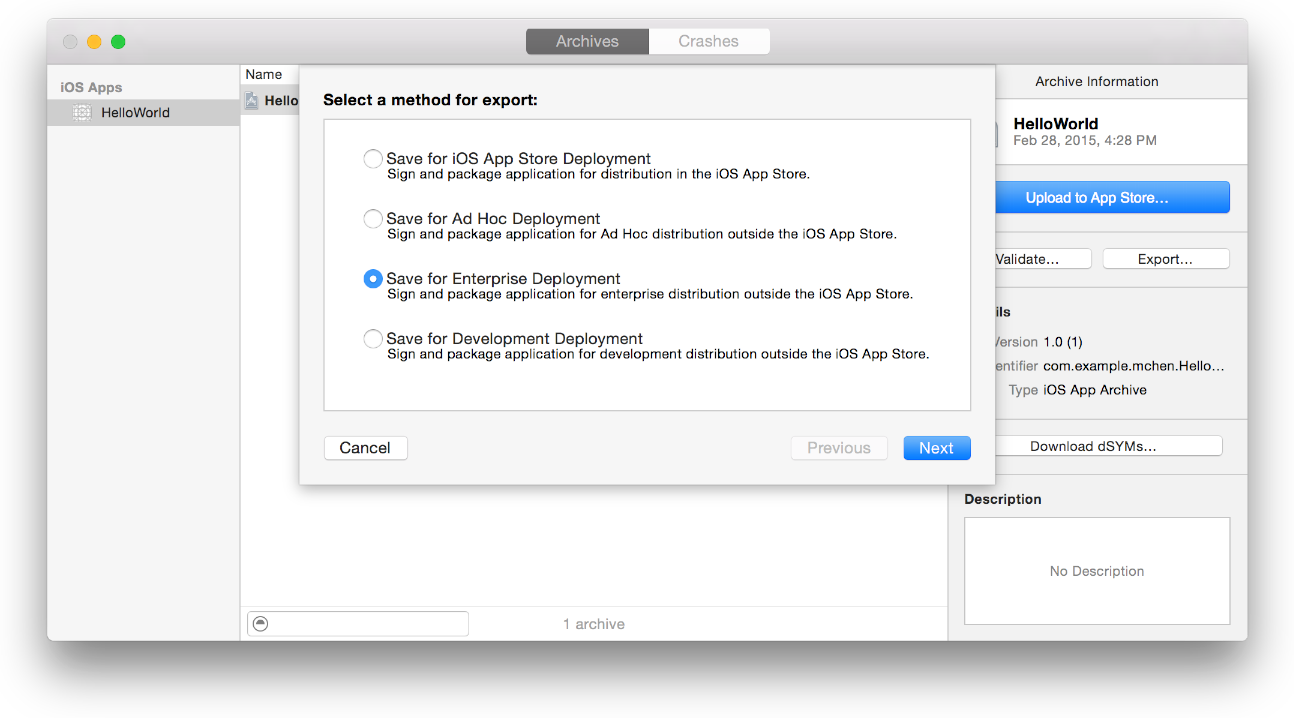 Archives
Crashes
iOS Apps
HelloWorld
Name
Hello
Select a method for export:
Save for iOS App Store Deployment
Sign and package application for distribution in the iOS App Store.
Save for Ad Hoc Deployment
Sign and package application for Ad Hoc distribution outside the iOS App Store.
Save for Enterprise Deployment
Sign and package application for enterprise distribution outside the iOS App Store.
Save for Development Deployment
Sign and package application for development distribution outside the iOS App Store.
Cancel
Previous
Next
1 archive
Archive Information
HelloWorld
Feb 28, 2015, 4:28 PM
Upload to App Store…
Validate…
Export…
ils
Version 1.0 (1)
entifier com.example.mchen.Hello…
Type iOS App Archive
Download dSYMs…
Description
No Description